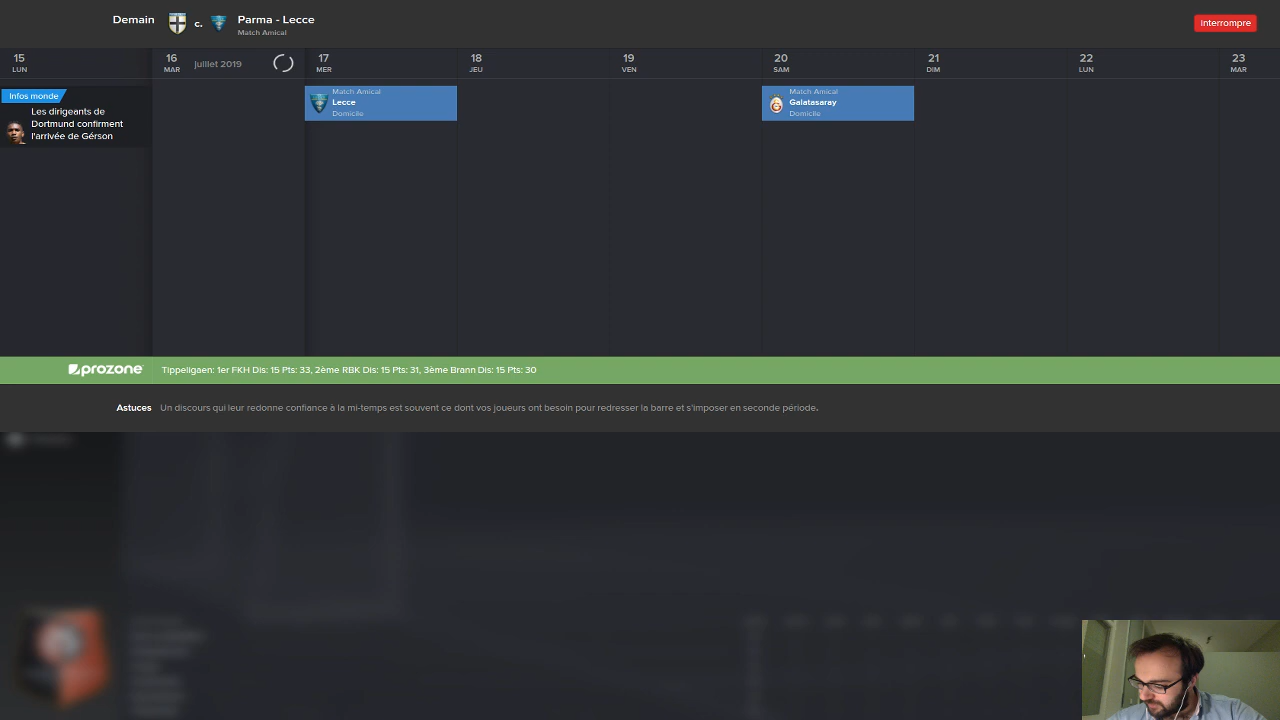 Demain
c.
Parma - Lecce
Match Amical
Interrompre
15
LUN
16
MAR
Juillet 2019
17
MER
18
JEU
19
VEN
20
SAM
21
DIM
22
LUN
23
MAR
Infos monde
Les dirigeants de
Dortmund confirment
l'arrivée de Gérson
Match Amical
Lecce
Domicile
Match Amical
Galatasaray
Domicile
prozone
Tippeligaen: 1er FKH Dis: 15 Pts: 33, 2ème RBK Dis: 15 Pts: 31, 3ème Brann Dis: 15 Pts: 30
Astuces
Un discours qui leur redonne confiance à la mi-temps est souvent ce dont vos joueurs ont besoin pour redresser la barre et s'imposer en seconde période.